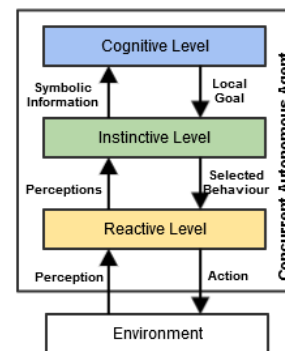 Cognitive Level
Symbolic
Information
Local
Goal
Instinctive Level
Perceptions
Selected
Behaviour
Reactive Level
Perception
Action
Environment
Concurrent Autonomous Agent